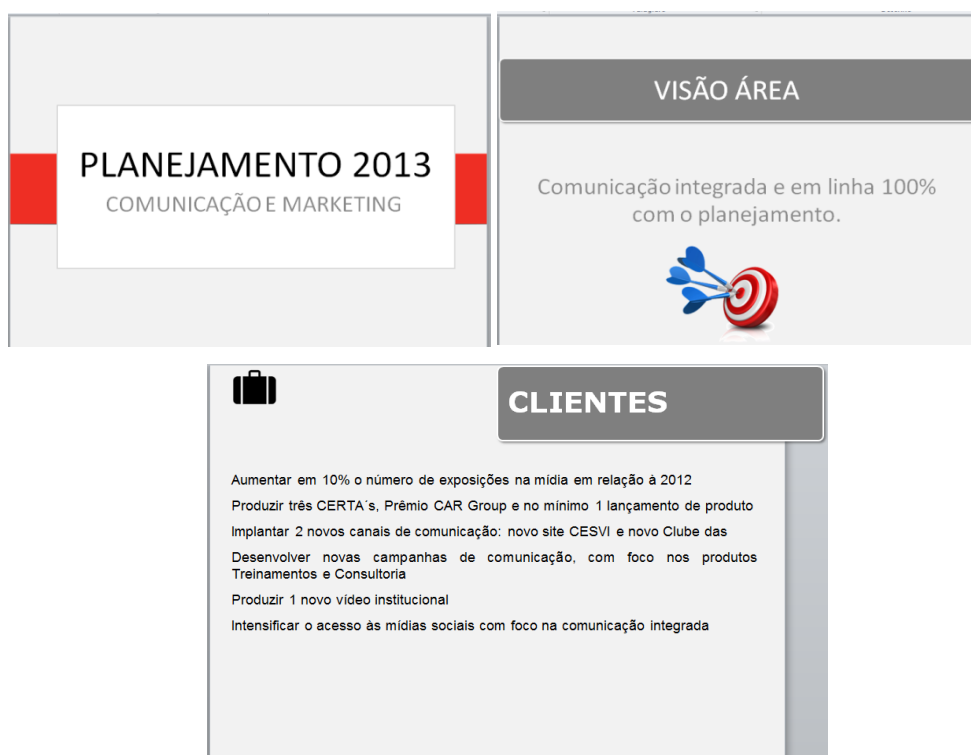 PLANEJAMENTO 2013
COMUNICAÇÃO E MARKETING
VISÃO ÁREA
Comunicação integrada e em linha 100%
com o planejamento.
CLIENTES
Aumentar em 10% o número de exposições na mídia em relação à 2012
Produzir três CERTA´s, Prêmio CAR Group e no mínimo 1 lançamento de produto
Implantar 2 novos canais de comunicação: novo site CESVI e novo Clube das
Desenvolver novas campanhas de comunicação, com foco nos produtos
Treinamentos e Consultoria
Produzir 1 novo vídeo institucional
Intensificar o acesso às mídias sociais com foco na comunicação integrada